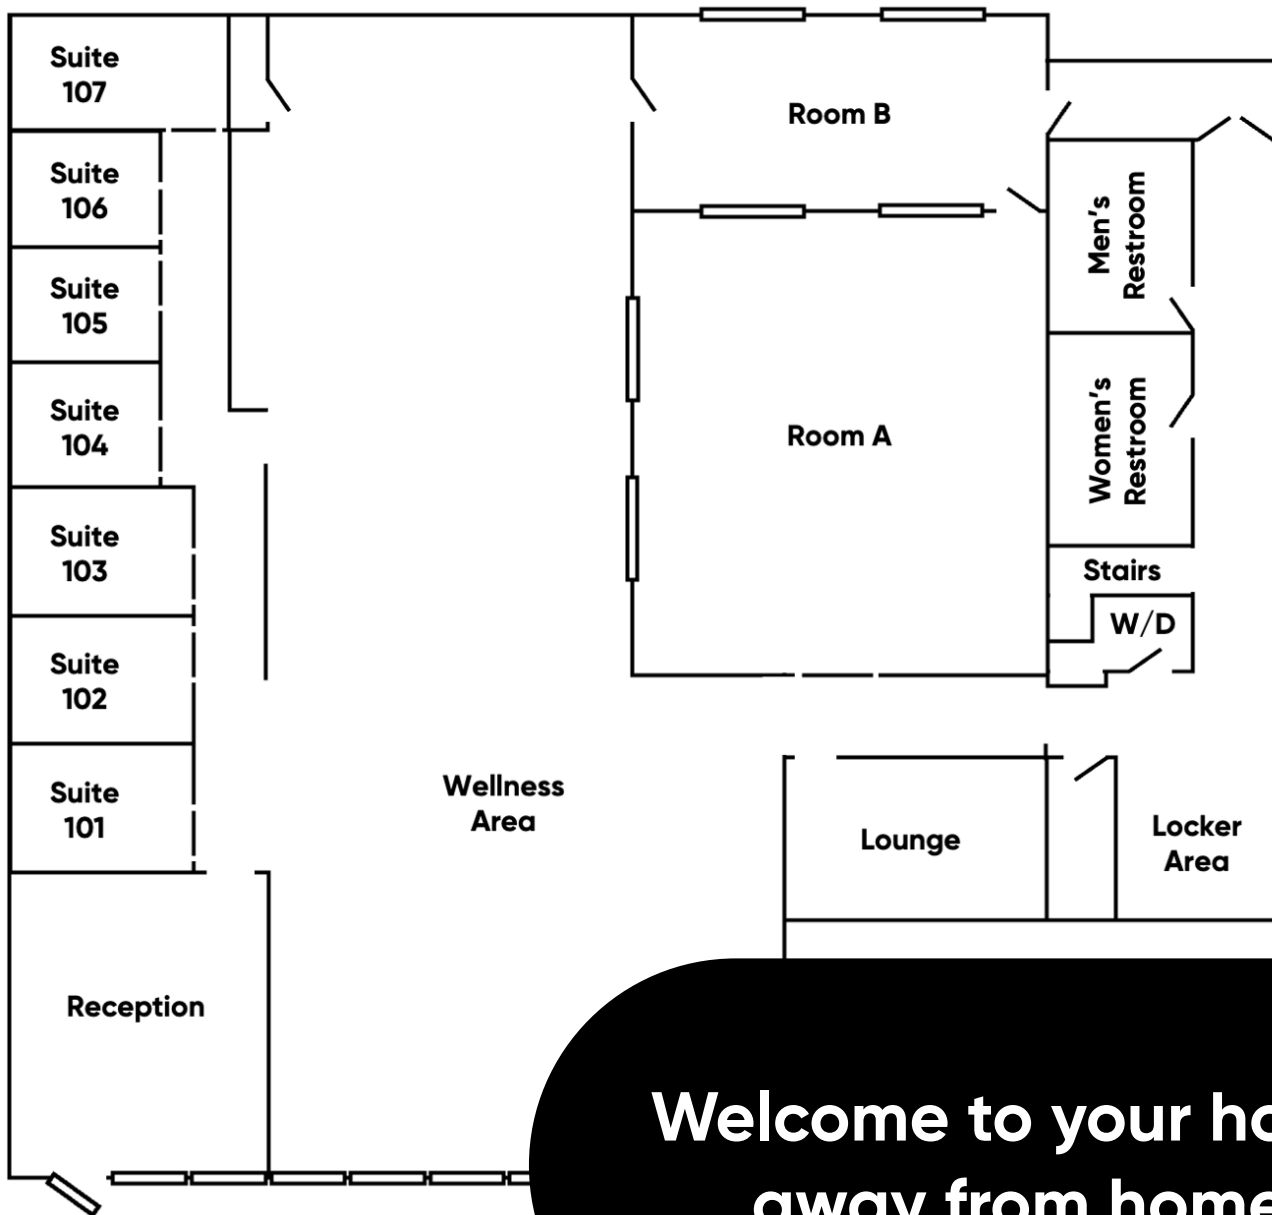 Suite
107
Suite
106
Suite
105
Suite
104
Suite
103
Suite
102
Suite
101
Reception
Wellness
Area
Room B
Room A
Men's
Restroom
Women's
Restroom
Stairs
W/D
Lounge
Locker
Area
Welcome to your ho
away from home